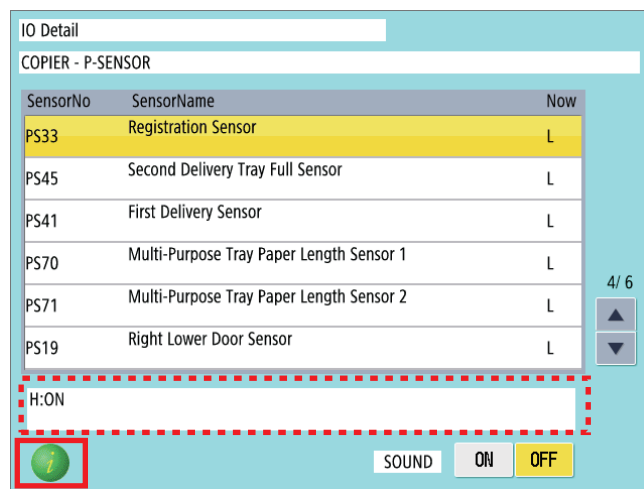 IO Detail
COPIER - P-SENSOR
SensorNo SensorName Now
PS33 Registration Sensor L
PS45 Second Delivery Tray Full Sensor L
PS41 First Delivery Sensor L
PS70 Multi-Purpose Tray Paper Length Sensor 1 L
PS71 Multi-Purpose Tray Paper Length Sensor 2 L
PS19 Right Lower Door Sensor L
4/ 6
H:ON
i
SOUND ON OFF